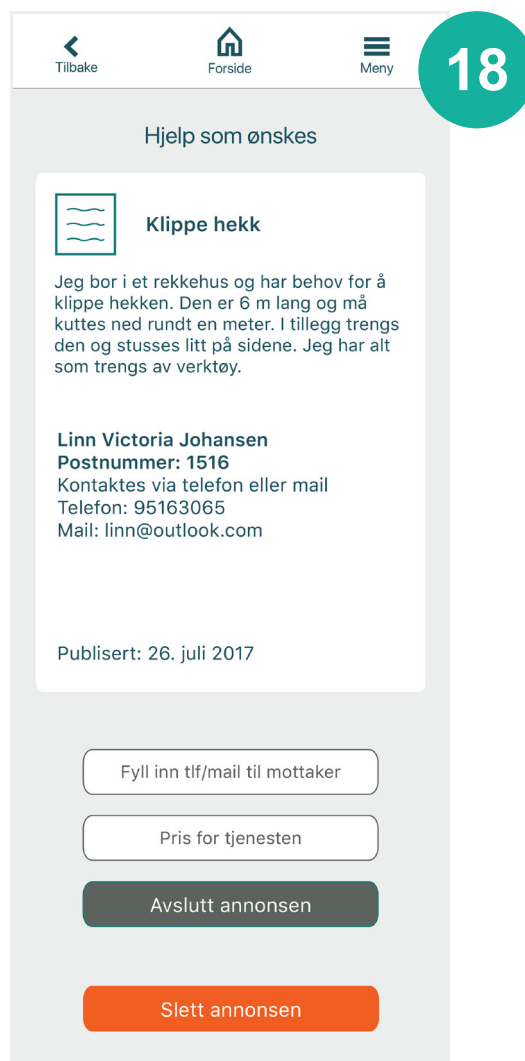 Tilbake
Forside
Meny
18
Hjelp som ønskes
Klippe hekk
Jeg bor i et rekkehus og har behov for å
klippe hekken. Den er 6 m lang og må
kuttes ned rundt en meter. I tillegg trengs
den og stusses litt på sidene. Jeg har alt
som trengs av verktøy.
Linn Victoria Johansen
Postnummer: 1516
Kontaktes via telefon eller mail
Telefon: 95163065
Mail: linn@outlook.com
Publisert: 26. juli 2017
Fyll inn tlf/mail til mottaker
Pris for tjenesten
Avslutt annonsen
Slett annonsen